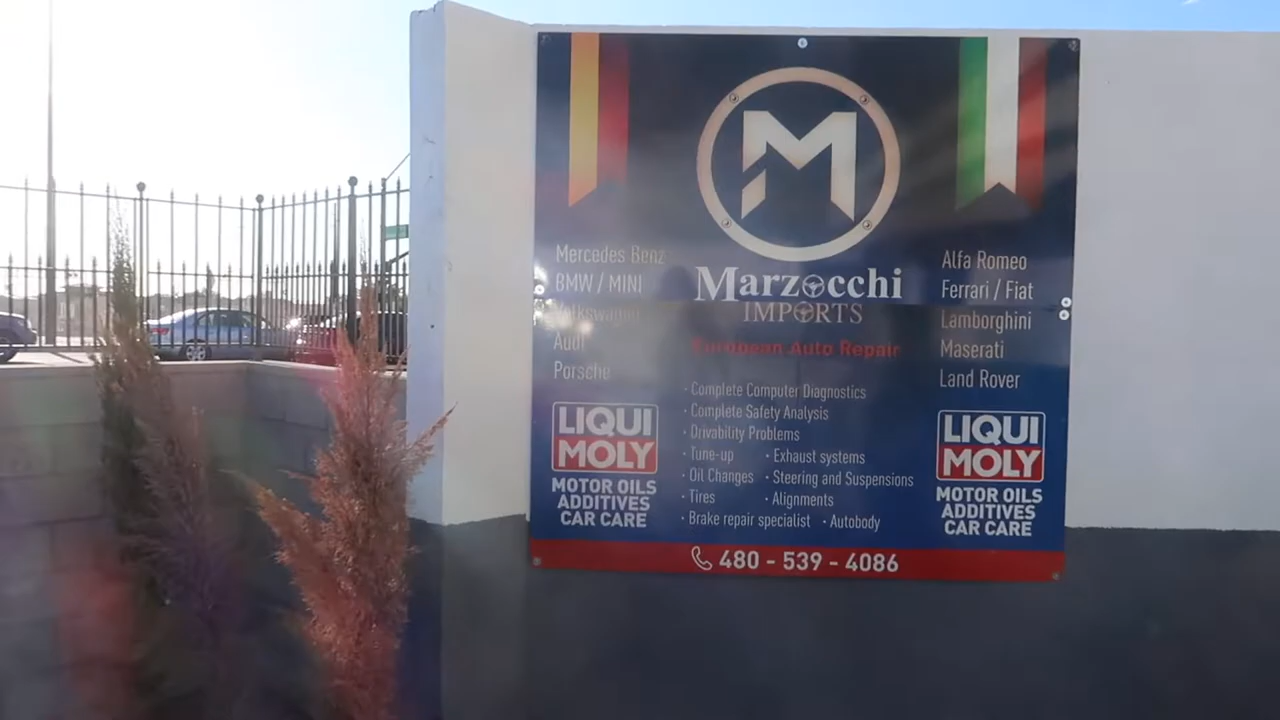 M
Marzocchi
IMPORTS
European Auto Repair
Mercedes Benz
BMW / MINI
Volkswagen
Audi
Porsche
Alfa Romeo
Ferrari / Fiat
Lamborghini
Maserati
Land Rover
· Complete Computer Diagnostics
· Complete Safety Analysis
· Drivability Problems
· Tune-up · Exhaust systems
· Oil Changes · Steering and Suspensions
· Tires · Alignments
· Brake repair specialist · Autobody
LIQUI
MOLY
MOTOR OILS
ADDITIVES
CAR CARE
LIQUI
MOLY
MOTOR OILS
ADDITIVES
CAR CARE
480 - 539 - 4086